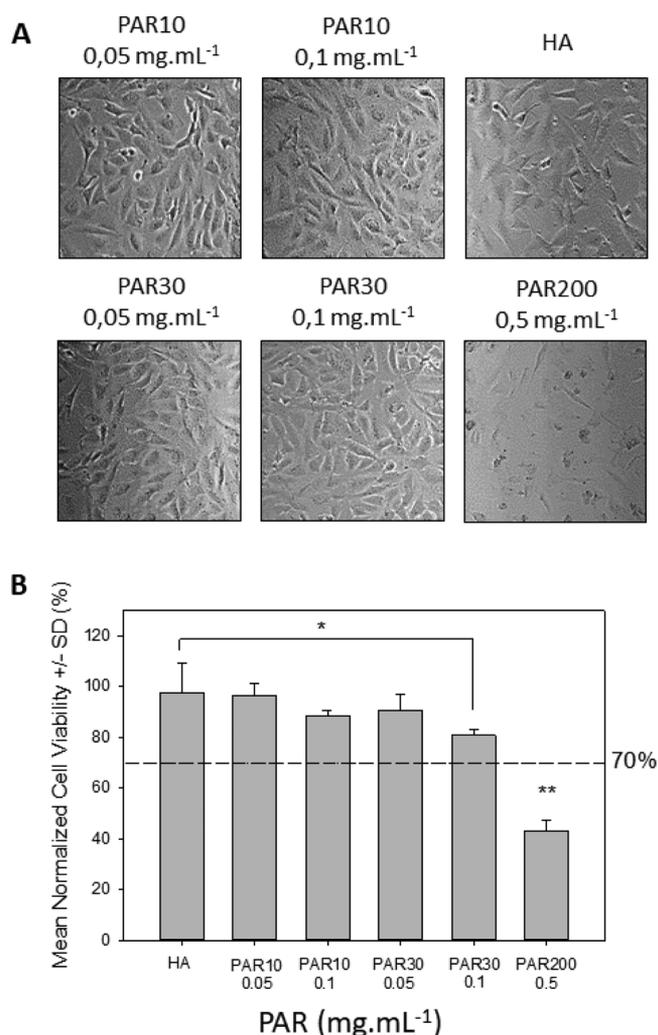 A
PAR10
0,05 mg.mL⁻¹
PAR10
0,1 mg.mL⁻¹
HA
PAR30
0,05 mg.mL⁻¹
PAR30
0,1 mg.mL⁻¹
PAR200
0,5 mg.mL⁻¹
B
Mean Normalized Cell Viability +/- SD (%)
120
100
80
60
40
20
0
*
70%
**
HA
PAR10
0.05
PAR10
0.1
PAR30
0.05
PAR30
0.1
PAR200
0.5
PAR (mg.mL⁻¹)